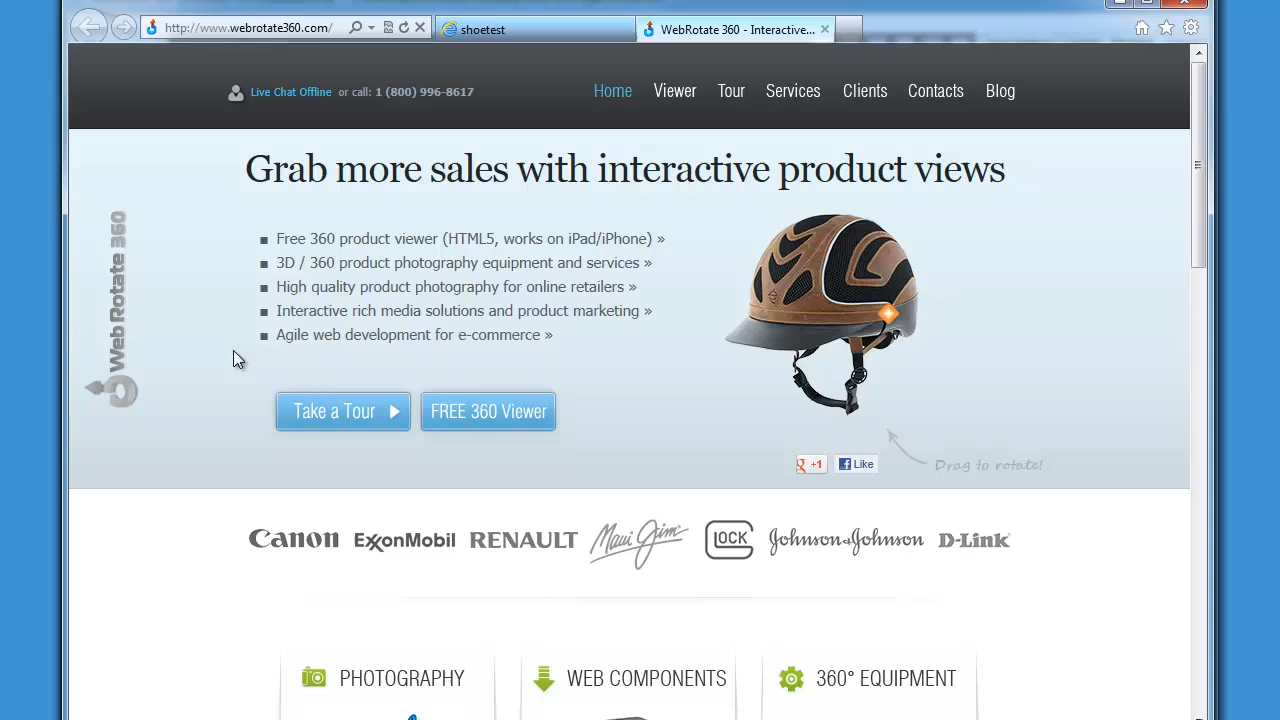 http://www.webrotate360.com/
shoetest
WebRotate 360 - Interactive...
Live Chat Offline or call: 1 (800) 996-8617
Home Viewer Tour Services Clients Contacts Blog
Grab more sales with interactive product views
WebRotate 360
■ Free 360 product viewer (HTML5, works on iPad/iPhone) »
■ 3D / 360 product photography equipment and services »
■ High quality product photography for online retailers »
■ Interactive rich media solutions and product marketing »
■ Agile web development for e-commerce »
Take a Tour
FREE 360 Viewer
g +1
f Like
Drag to rotate!
Canon ExxonMobil RENAULT Maui Jim GLOCK Johnson & Johnson D-Link
PHOTOGRAPHY
WEB COMPONENTS
360° EQUIPMENT